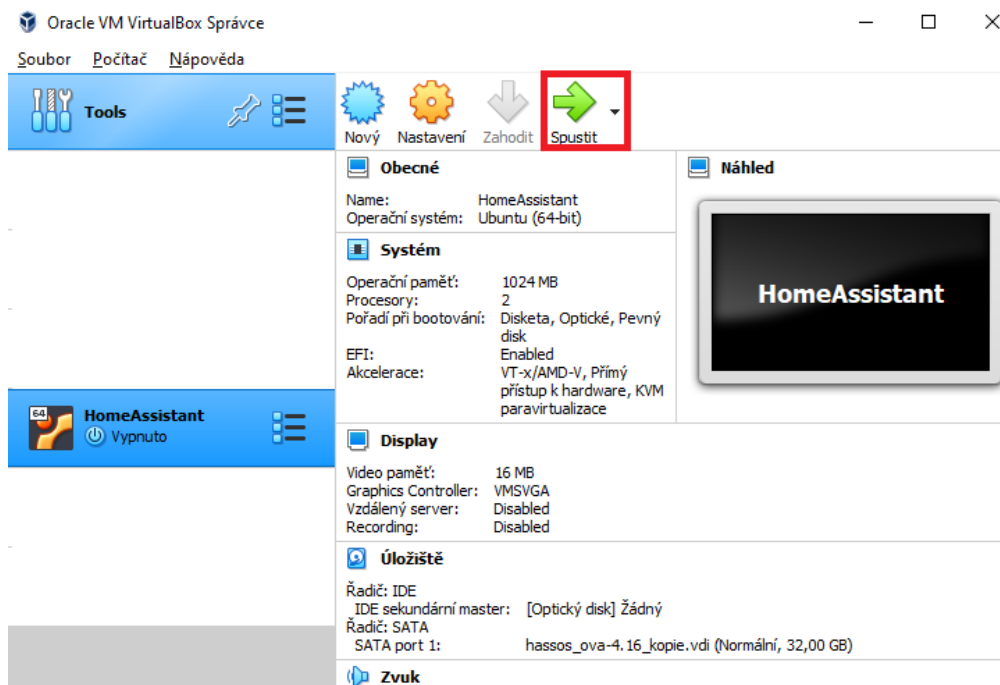 Oracle VM VirtualBox Správce
Soubor Počítač Nápověda
Tools
Nový Nastavení Zahodit Spustit
Obecné
Name: HomeAssistant
Operační systém: Ubuntu (64-bit)
Náhled
HomeAssistant
Systém
Operační paměť: 1024 MB
Procesory: 2
Pořadí při bootování: Disketa, Optické, Pevný
disk
EFI: Enabled
Akcelerace: VT-x/AMD-V, Přímý
přístup k hardware, KVM
paravirtualizace
64
HomeAssistant
Vypnuto
Display
Video paměť: 16 MB
Graphics Controller: VMSVGA
Vzdálený server: Disabled
Recording: Disabled
Úložiště
Řadič: IDE
IDE sekundární master: [Optický disk] Žádný
Řadič: SATA
SATA port 1: hassos_ova-4.16_kopie.vdi (Normální, 32,00 GB)
Zvuk